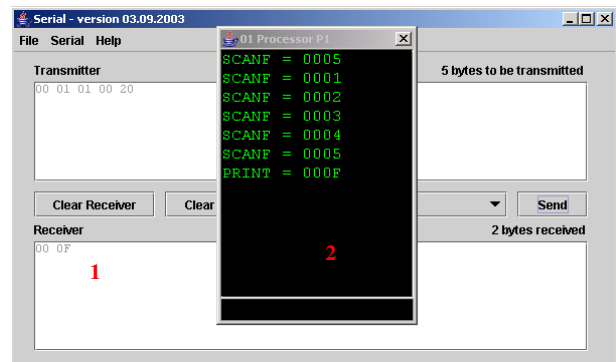 Serial - version 03.09.2003
File Serial Help
01 Processor P1
Transmitter
5 bytes to be transmitted
00 01 01 00 20
SCANF = 0005
SCANF = 0001
SCANF = 0002
SCANF = 0003
SCANF = 0004
SCANF = 0005
PRINT = 000F
Clear Receiver
Clear
Send
Receiver
2 bytes received
00 0F
1
2